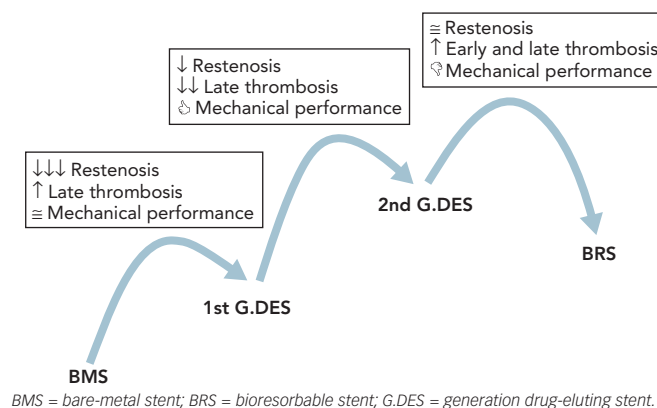 ≅ Restenosis
↑ Early and late thrombosis
👎 Mechanical performance
↓ Restenosis
↓↓ Late thrombosis
👍 Mechanical performance
↓↓↓ Restenosis
↑ Late thrombosis
≅ Mechanical performance
2nd G.DES
BRS
1st G.DES
BMS
BMS = bare-metal stent; BRS = bioresorbable stent; G.DES = generation drug-eluting stent.